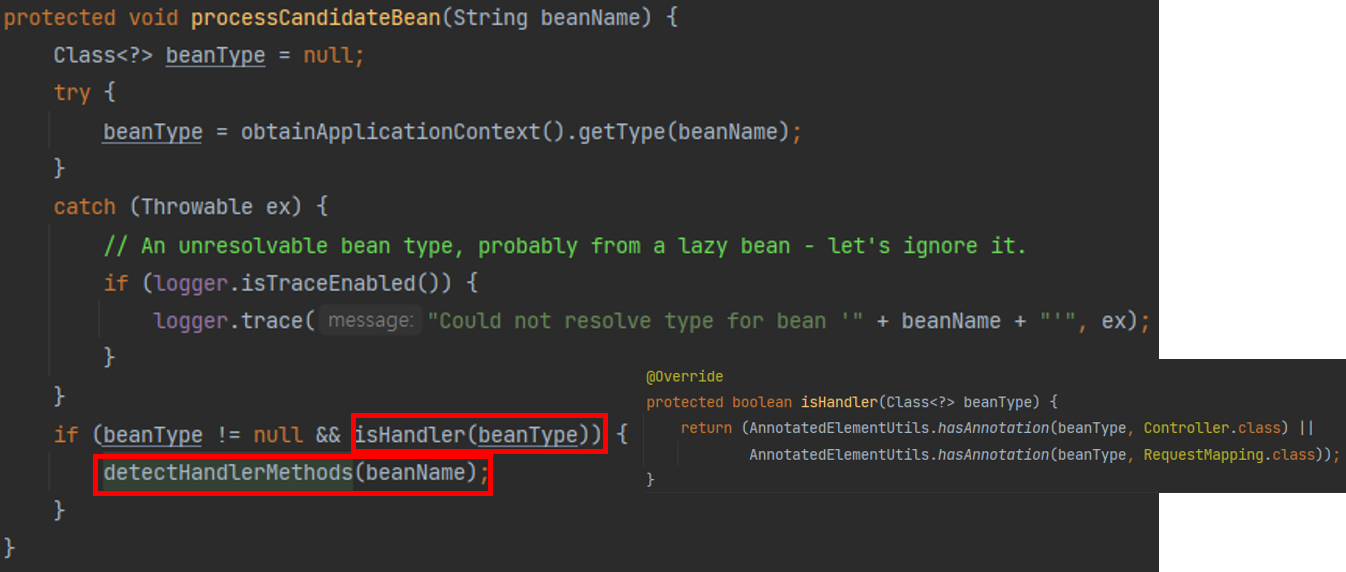 protected void processCandidateBean(String beanName) {
Class<?> beanType = null;
try {
beanType = obtainApplicationContext().getType(beanName);
}
catch (Throwable ex) {
// An unresolvable bean type, probably from a lazy bean - let's ignore it.
if (logger.isTraceEnabled()) {
logger.trace( message: "Could not resolve type for bean '" + beanName + "'", ex);
}
}
if (beanType != null && isHandler(beanType)) {
detectHandlerMethods(beanName);
}
}
@Override
protected boolean isHandler(Class<?> beanType) {
return (AnnotatedElementUtils.hasAnnotation(beanType, Controller.class) ||
AnnotatedElementUtils.hasAnnotation(beanType, RequestMapping.class));
}